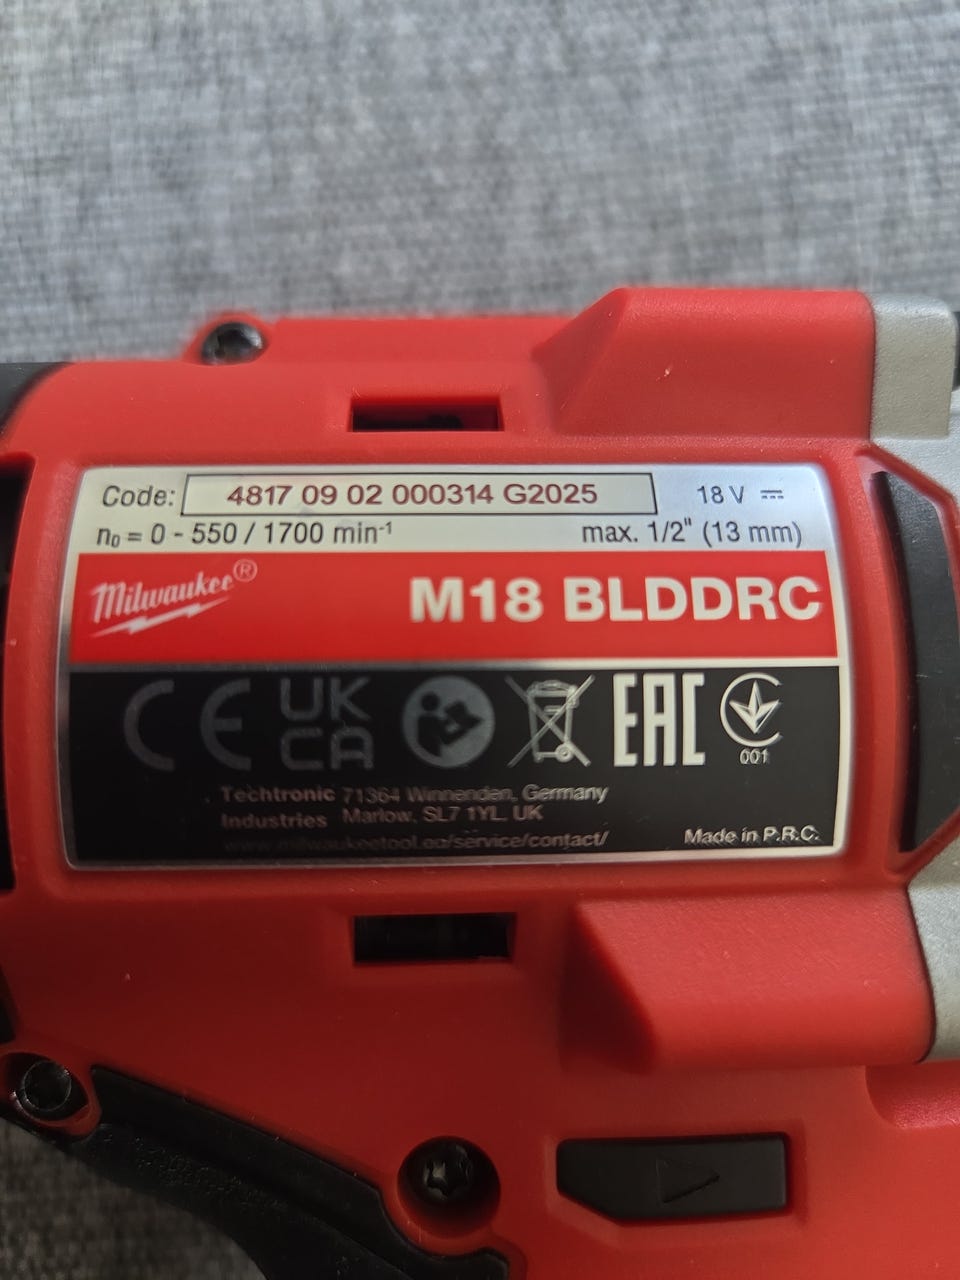 Code: 4817 09 02 000314 G2025 18 V
n₀ = 0 - 550 / 1700 min⁻¹ max. 1/2" (13 mm)
Milwaukee® M18 BLDDRC
CE UK CA EAC 001
Techtronic 71364 Winnenden, Germany
Industries Marlow, SL7 1YL UK
www.milwaukeetool.eu/service/contact/ Made in P.R.C.